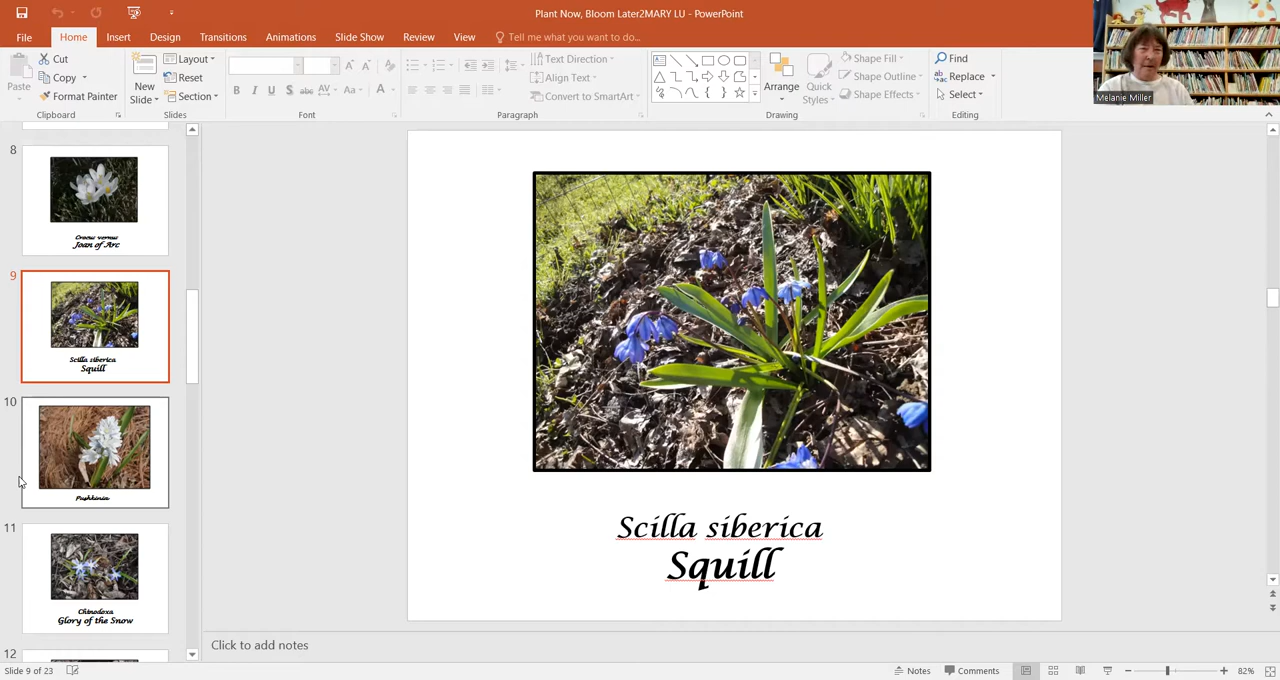 Plant Now, Bloom Later2MARY LU - PowerPoint
File Home Insert Design Transitions Animations Slide Show Review View Tell me what you want to do...
Paste
Cut
Copy
Format Painter
Clipboard
New
Slide
Layout
Reset
Section
Slides
B I U S abc AV Aa A
Font
Text Direction
Align Text
Convert to SmartArt
Paragraph
Arrange
Quick
Styles
Shape Fill
Shape Outline
Shape Effects
Drawing
Find
Replace
Select
Editing
Melanie Miller
8
Crocus vernus
Joan of Arc
9
Scilla siberica
Squill
10
Pushkinia
11
Chinodoxa
Glory of the Snow
12
Scilla siberica
Squill
Click to add notes
Slide 9 of 23
Notes
Comments
82%